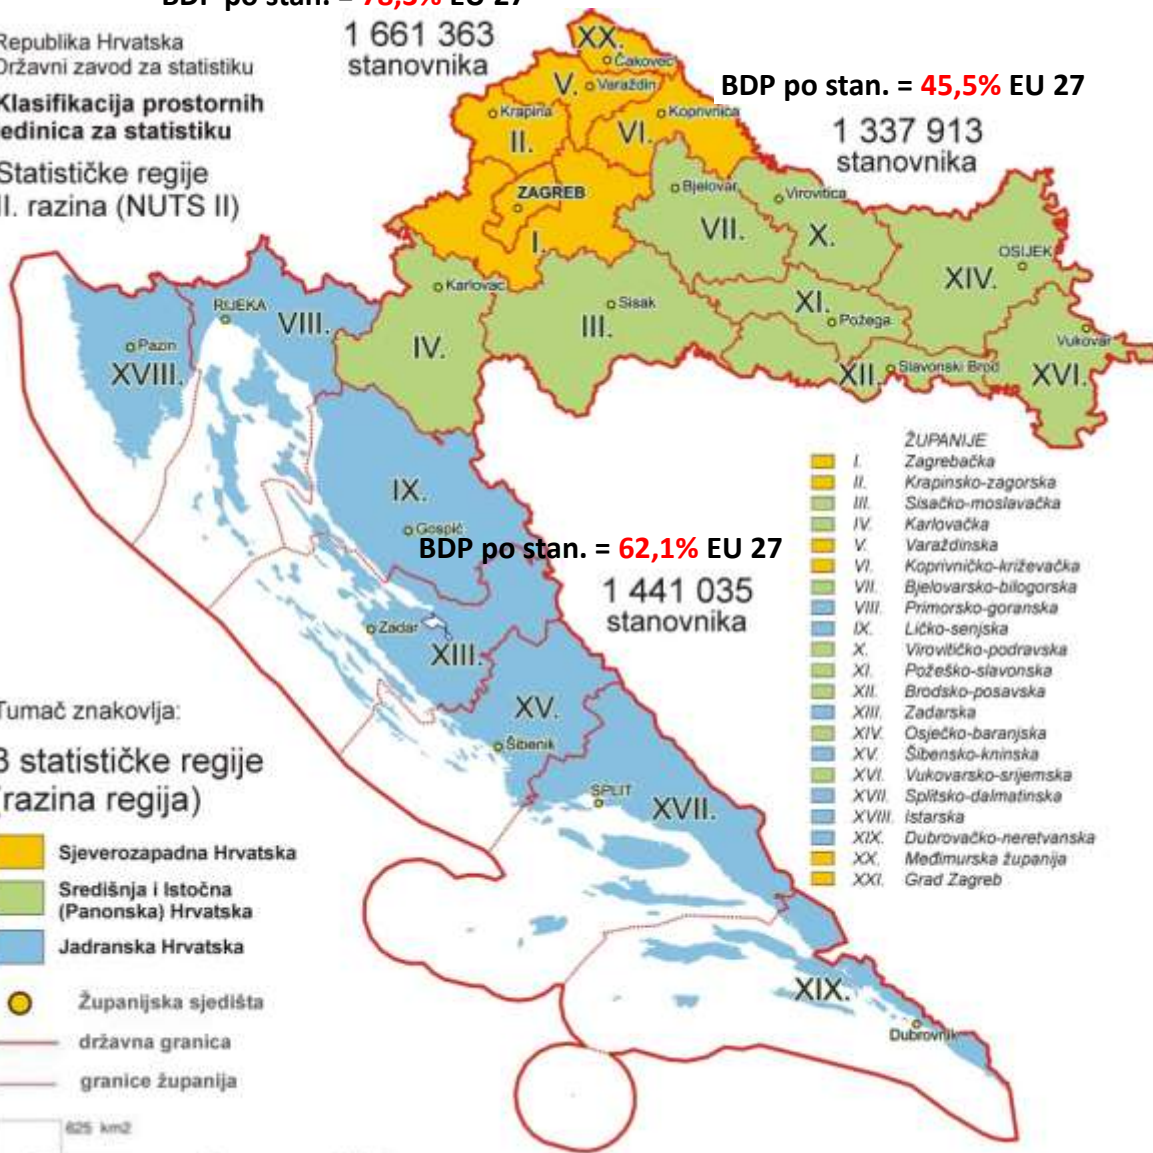 BDP po stan. = 78,3% EU 27
Republika Hrvatska
Državni zavod za statistiku
Klasifikacija prostornih
jedinica za statistiku
Statističke regije
II. razina (NUTS II)
1 661 363
stanovnika
BDP po stan. = 45,5% EU 27
1 337 913
stanovnika
XX.
Čakovec
V.
Varaždin
Krapina
II.
VI.
Koprivnica
ZAGREB
I.
Bjelovar
VII.
Virovitica
X.
OSIJEK
XIV.
Karlovac
IV.
Sisak
III.
XI.
Požega
XII.
Slavonski Brod
Vukovar
XVI.
RIJEKA
VIII.
Pazin
XVIII.
IX.
Gospić
BDP po stan. = 62,1% EU 27
1 441 035
stanovnika
Zadar
XIII.
XV.
Šibenik
SPLIT
XVII.
XIX.
Dubrovnik
ŽUPANIJE
I. Zagrebačka
II. Krapinsko-zagorska
III. Sisačko-moslavačka
IV. Karlovačka
V. Varaždinska
VI. Koprivničko-križevačka
VII. Bjelovarsko-bilogorska
VIII. Primorsko-goranska
IX. Ličko-senjska
X. Virovitičko-podravska
XI. Požeško-slavonska
XII. Brodsko-posavska
XIII. Zadarska
XIV. Osječko-baranjska
XV. Šibensko-kninska
XVI. Vukovarsko-srijemska
XVII. Splitsko-dalmatinska
XVIII. Istarska
XIX. Dubrovačko-neretvanska
XX. Međimurska županija
XXI. Grad Zagreb
Tumač znakovlja:
3 statističke regije
(razina regija)
Sjeverozapadna Hrvatska
Središnja i Istočna
(Panonska) Hrvatska
Jadranska Hrvatska
Županijska sjedišta
državna granica
granice županija
625 km2